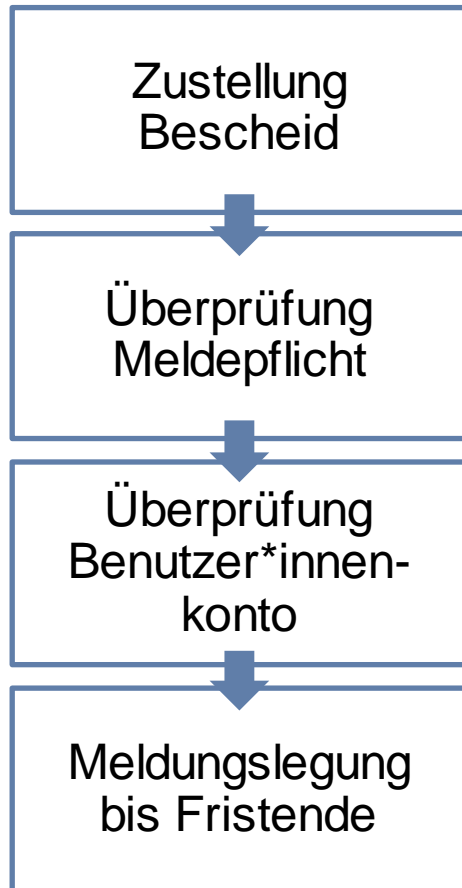 Zustellung
Bescheid
Überprüfung
Meldepflicht
Überprüfung
Benutzer*innen-
konto
Meldungslegung
bis Fristende